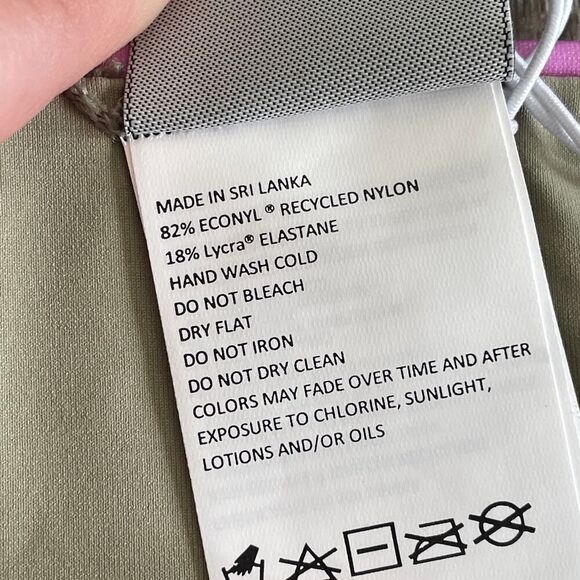 MADE IN SRI LANKA
82% ECONYL® RECYCLED NYLON
18% Lycra® ELASTANE
HAND WASH COLD
DO NOT BLEACH
DRY FLAT
DO NOT IRON
DO NOT DRY CLEAN
COLORS MAY FADE OVER TIME AND AFTER
EXPOSURE TO CHLORINE, SUNLIGHT,
LOTIONS AND/OR OILS